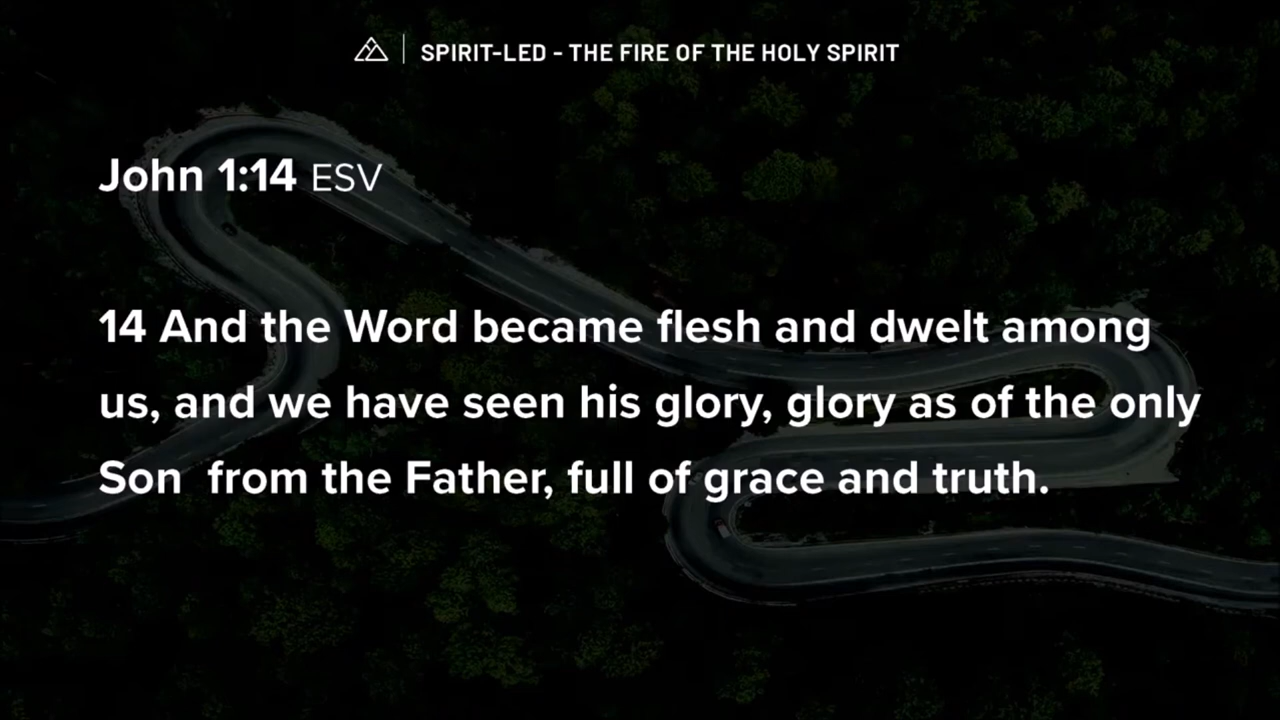 SPIRIT-LED - THE FIRE OF THE HOLY SPIRIT
John 1:14 ESV
14 And the Word became flesh and dwelt among
us, and we have seen his glory, glory as of the only
Son  from the Father, full of grace and truth.